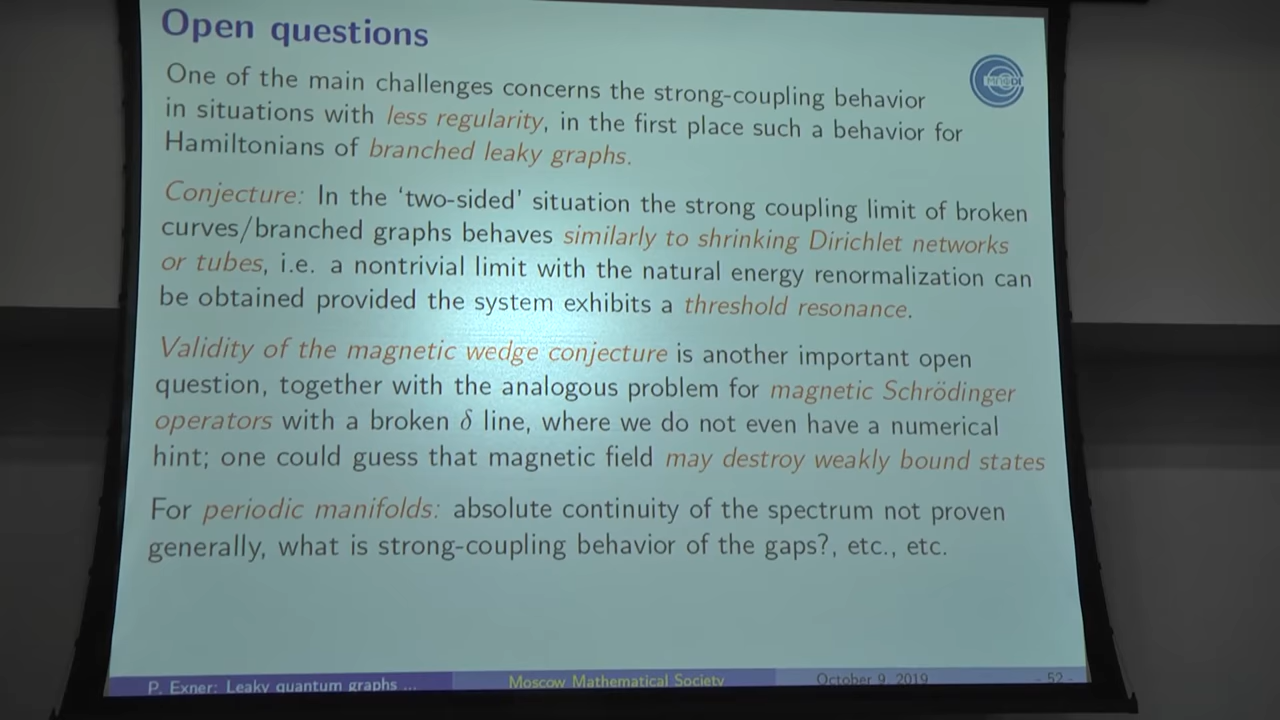 Open questions
One of the main challenges concerns the strong-coupling behavior
in situations with less regularity, in the first place such a behavior for
Hamiltonians of branched leaky graphs.
Conjecture: In the ‘two-sided’ situation the strong coupling limit of broken
curves/branched graphs behaves similarly to shrinking Dirichlet networks
or tubes, i.e. a nontrivial limit with the natural energy renormalization can
be obtained provided the system exhibits a threshold resonance.
Validity of the magnetic wedge conjecture is another important open
question, together with the analogous problem for magnetic Schrödinger
operators with a broken δ line, where we do not even have a numerical
hint; one could guess that magnetic field may destroy weakly bound states
For periodic manifolds: absolute continuity of the spectrum not proven
generally, what is strong-coupling behavior of the gaps?, etc., etc.
P. Exner: Leaky quantum graphs ...
Moscow Mathematical Society
October 9, 2019
- 52 -